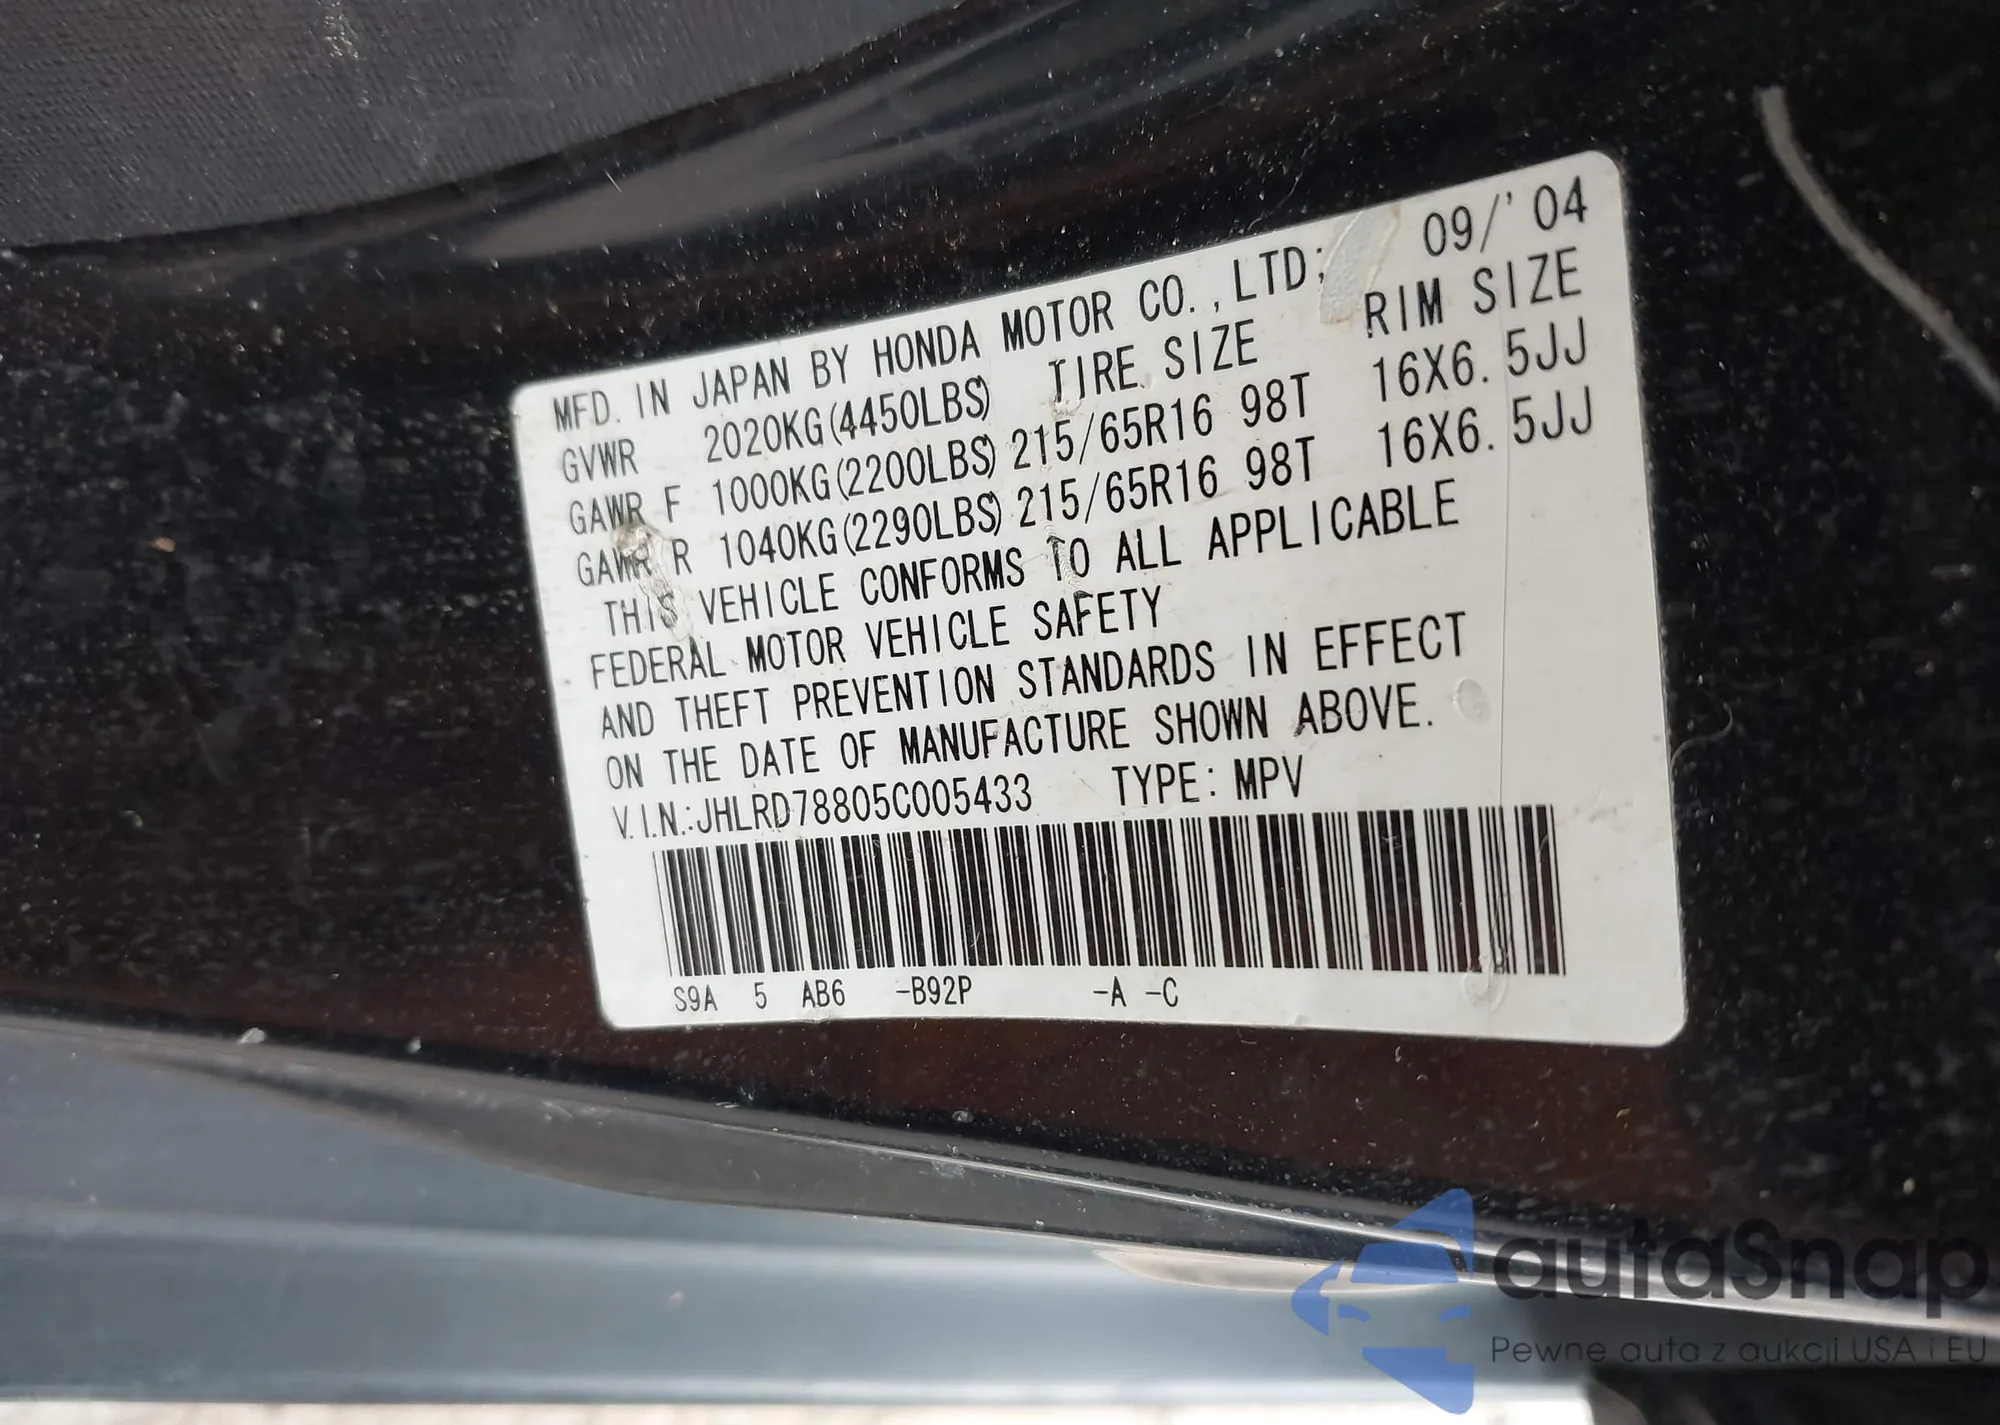 MFD. IN JAPAN BY HONDA MOTOR CO.,LTD; 09/'04
GVWR 2020KG(4450LBS) TIRE SIZE RIM SIZE
GAWR F 1000KG(2200LBS) 215/65R16 98T 16X6.5JJ
GAWR R 1040KG(2290LBS) 215/65R16 98T 16X6.5JJ
THIS VEHICLE CONFORMS TO ALL APPLICABLE
FEDERAL MOTOR VEHICLE SAFETY
AND THEFT PREVENTION STANDARDS IN EFFECT
ON THE DATE OF MANUFACTURE SHOWN ABOVE.
V.I.N.:JHLRD78805C005433 TYPE: MPV
S9A 5 AB6 -B92P -A -C
autaSnap
Pewne auta z aukcji USA i EU